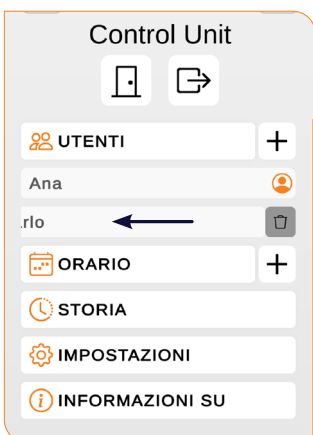 Control Unit
UTENTI
Ana
rlo
ORARIO
STORIA
IMPOSTAZIONI
INFORMAZIONI SU